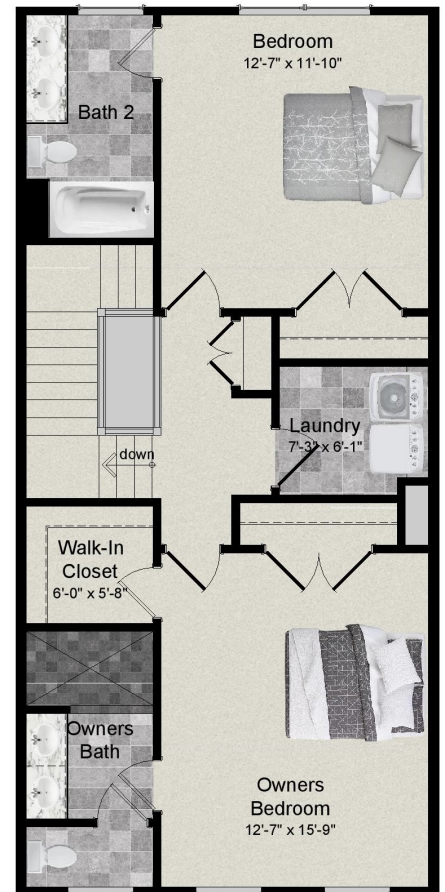 Bedroom
12'-7" x 11'-10"
Bath 2
Laundry
7'-3" x 6'-1"
down
Walk-In
Closet
6'-0" x 5'-8"
Owners
Bath
Owners
Bedroom
12'-7" x 15'-9"